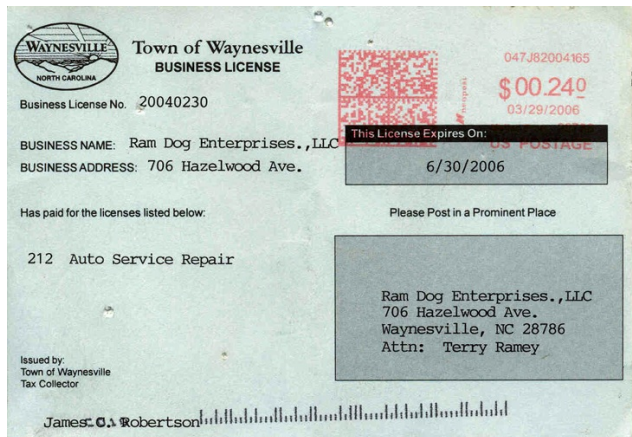 WAYNESVILLE
NORTH CAROLINA
Town of Waynesville
BUSINESS LICENSE
047J82004165
$00.240
03/29/2006
US POSTAGE
neopost
Business License No. 20040230
This License Expires On:
6/30/2006
BUSINESS NAME: Ram Dog Enterprises.,LLC
BUSINESS ADDRESS: 706 Hazelwood Ave.
Has paid for the licenses listed below:
Please Post in a Prominent Place
212 Auto Service Repair
Ram Dog Enterprises.,LLC
706 Hazelwood Ave.
Waynesville, NC 28786
Attn: Terry Ramey
Issued by:
Town of Waynesville
Tax Collector
James C. Robertson